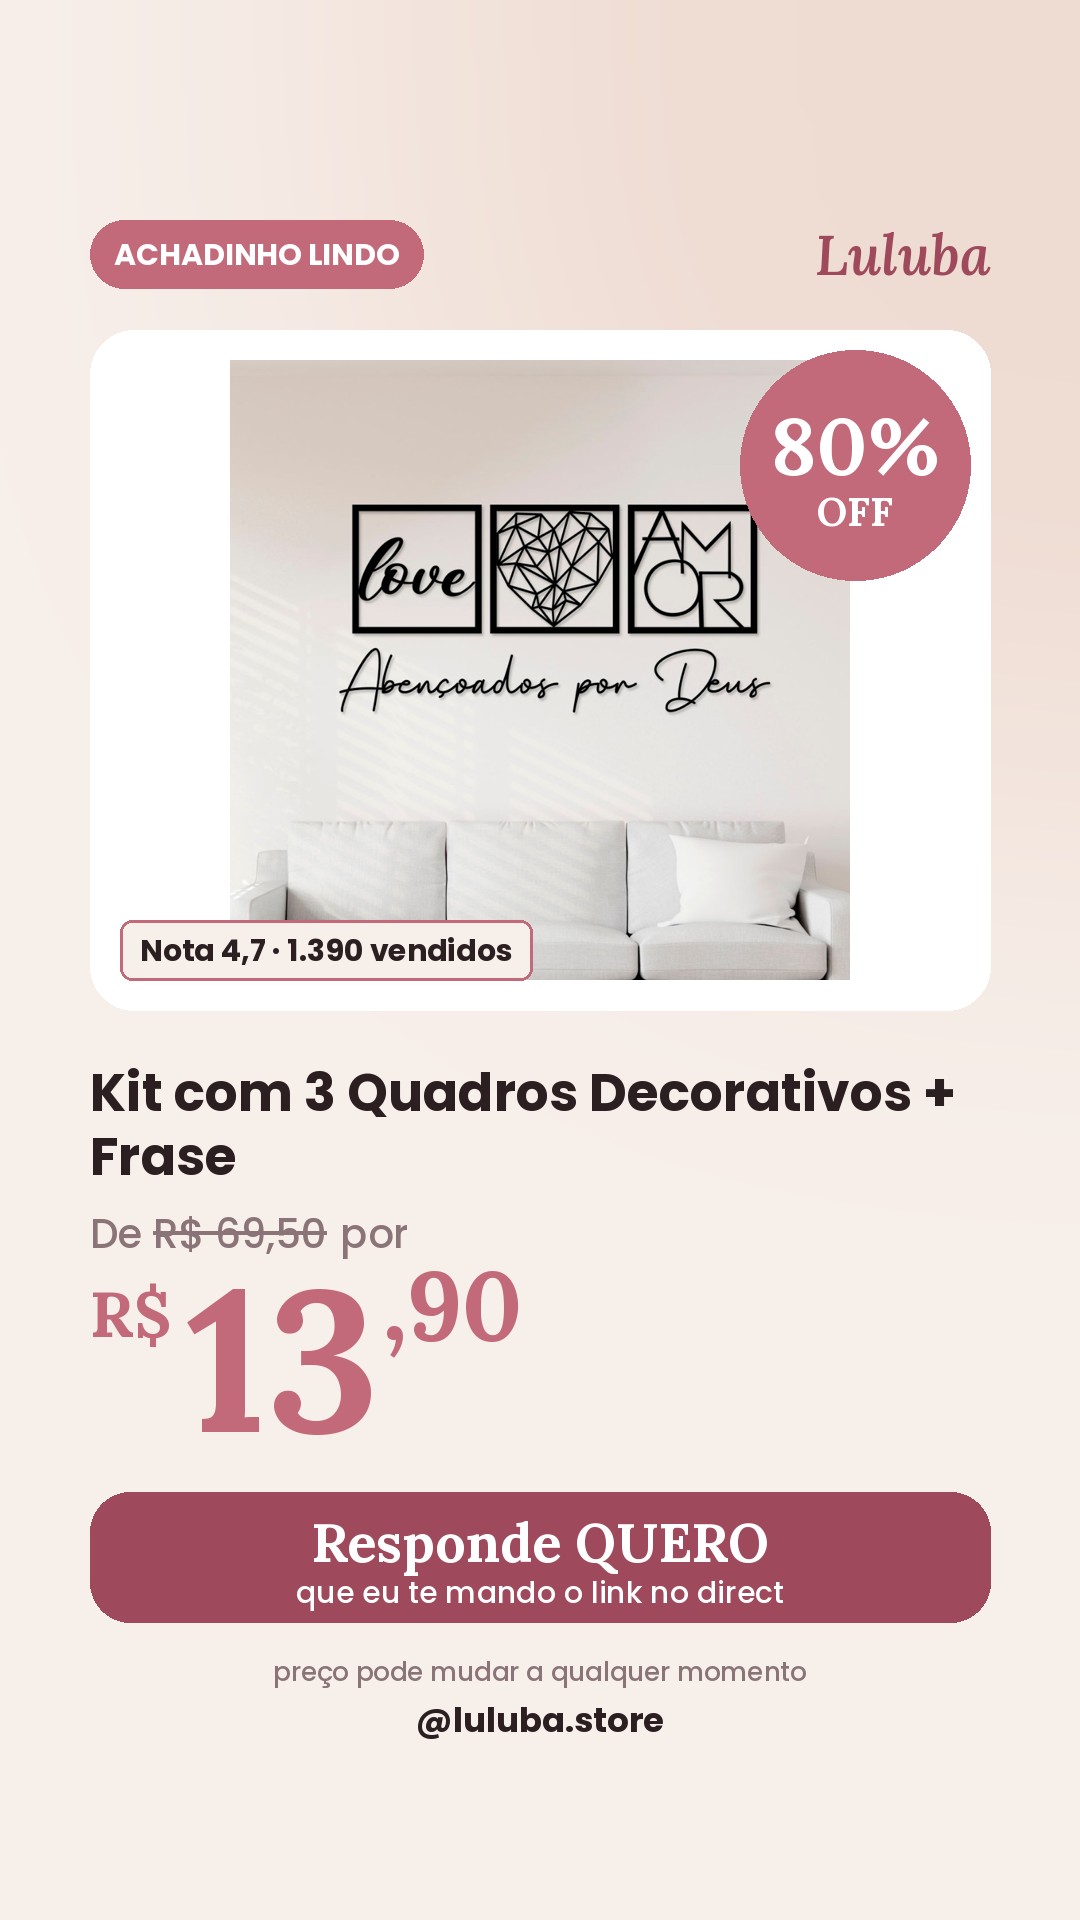 ACHADINHO LINDO
Luluba
80%
OFF
love
AMOR
Abençoados por Deus
Nota 4,7 · 1.390 vendidos
Kit com 3 Quadros Decorativos +
Frase
De R$ 69,50 por
R$ 13,90
Responde QUERO
que eu te mando o link no direct
preço pode mudar a qualquer momento
@luluba.store